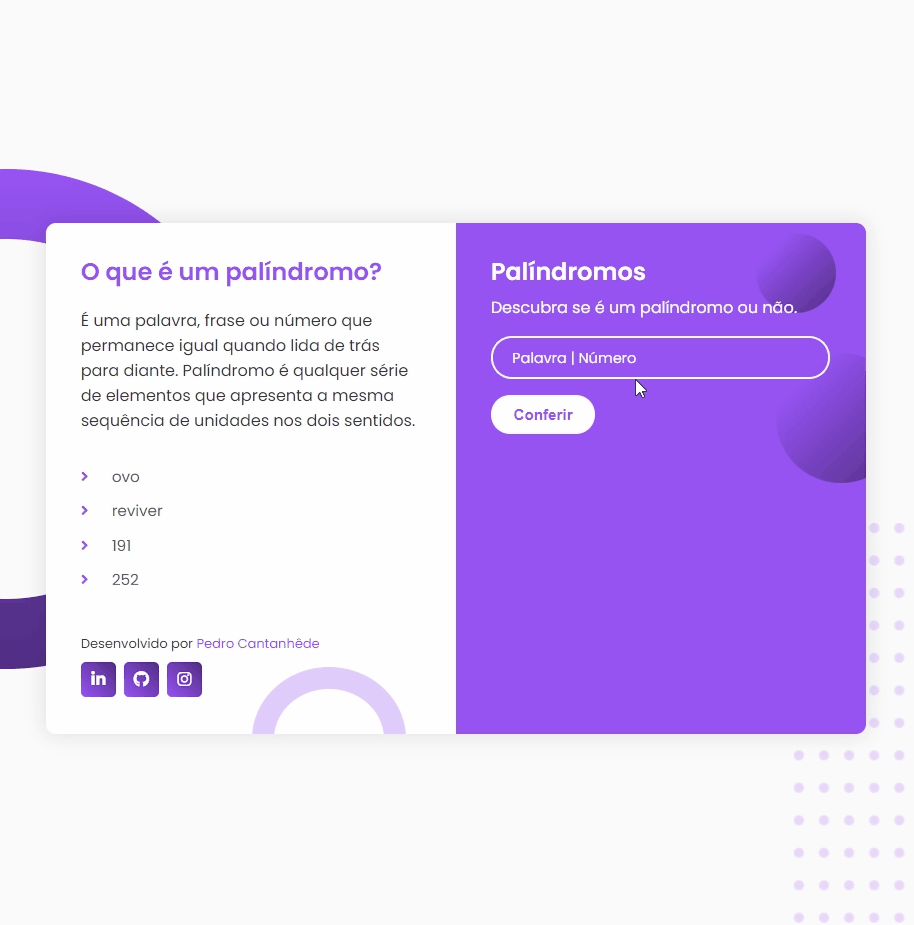 O que é um palíndromo?
É uma palavra, frase ou número que
permanece igual quando lida de trás
para diante. Palíndromo é qualquer série
de elementos que apresenta a mesma
sequência de unidades nos dois sentidos.
ovo
reviver
191
252
Desenvolvido por Pedro Cantanhêde
in
Palíndromos
Descubra se é um palíndromo ou não.
Palavra | Número
Conferir